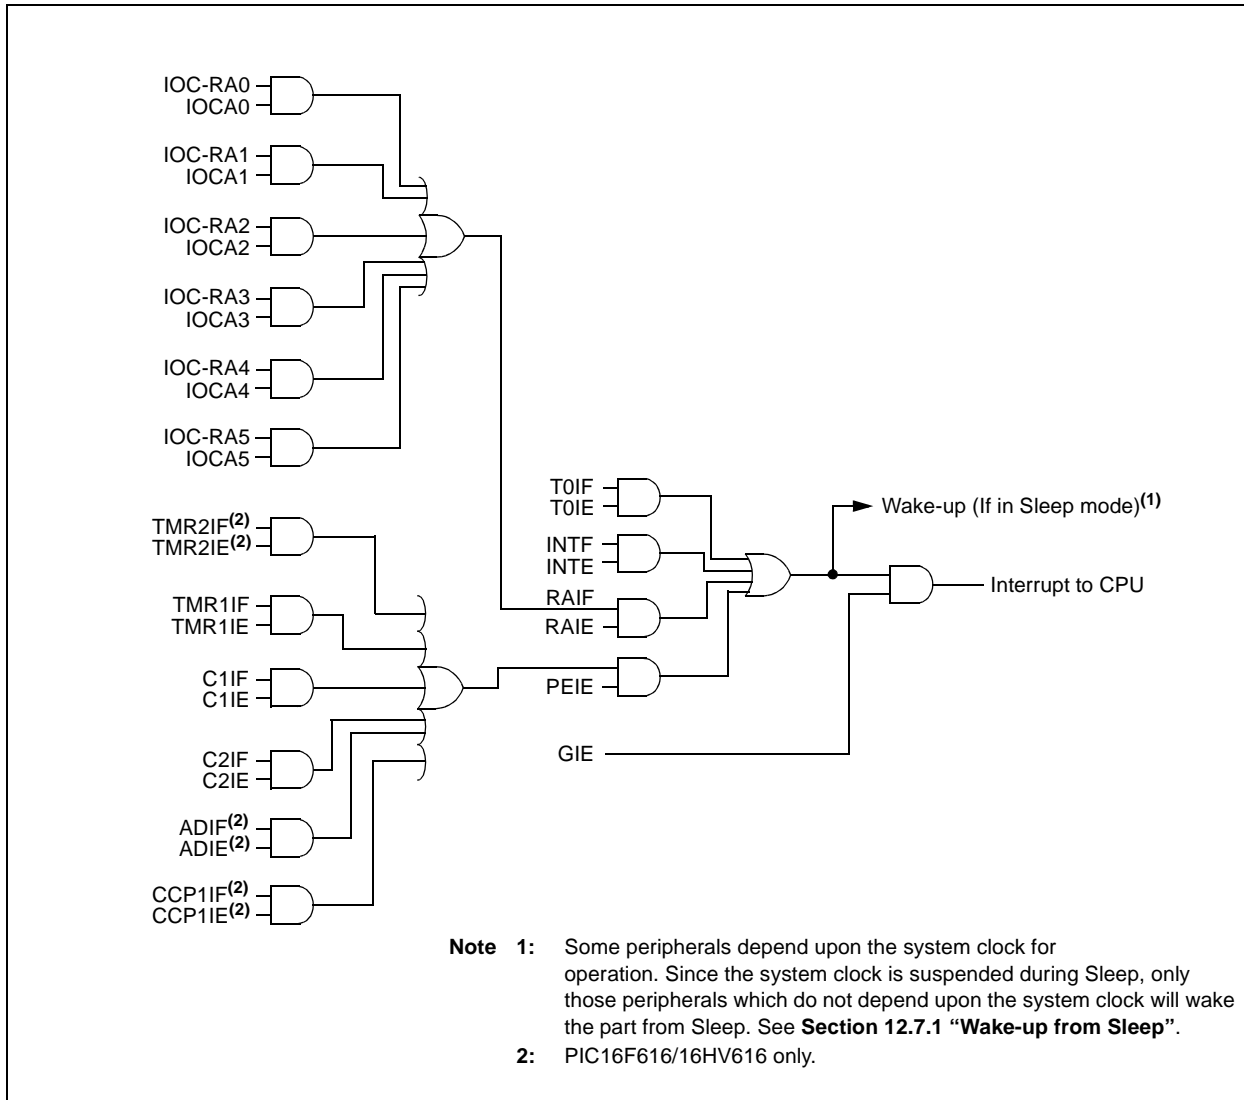 IOC-RA0
IOCA0
IOC-RA1
IOCA1
IOC-RA2
IOCA2
IOC-RA3
IOCA3
IOC-RA4
IOCA4
IOC-RA5
IOCA5
TMR2IF(2)
TMR2IE(2)
TMR1IF
TMR1IE
C1IF
C1IE
C2IF
C2IE
ADIF(2)
ADIE(2)
CCP1IF(2)
CCP1IE(2)
T0IF
T0IE
INTF
INTE
RAIF
RAIE
PEIE
GIE
Wake-up (If in Sleep mode)(1)
Interrupt to CPU
Note 1: Some peripherals depend upon the system clock for
operation. Since the system clock is suspended during Sleep, only
those peripherals which do not depend upon the system clock will wake
the part from Sleep. See Section 12.7.1 “Wake-up from Sleep”.
2: PIC16F616/16HV616 only.